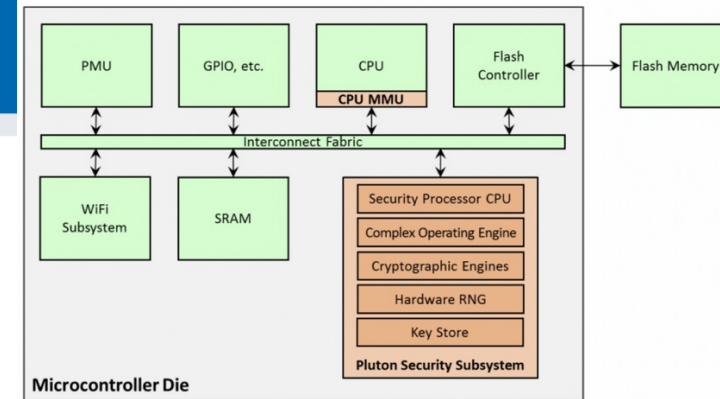 PMU
GPIO, etc.
CPU
CPU MMU
Flash
Controller
Flash Memory
Interconnect Fabric
WiFi
Subsystem
SRAM
Security Processor CPU
Complex Operating Engine
Cryptographic Engines
Hardware RNG
Key Store
Pluton Security Subsystem
Microcontroller Die